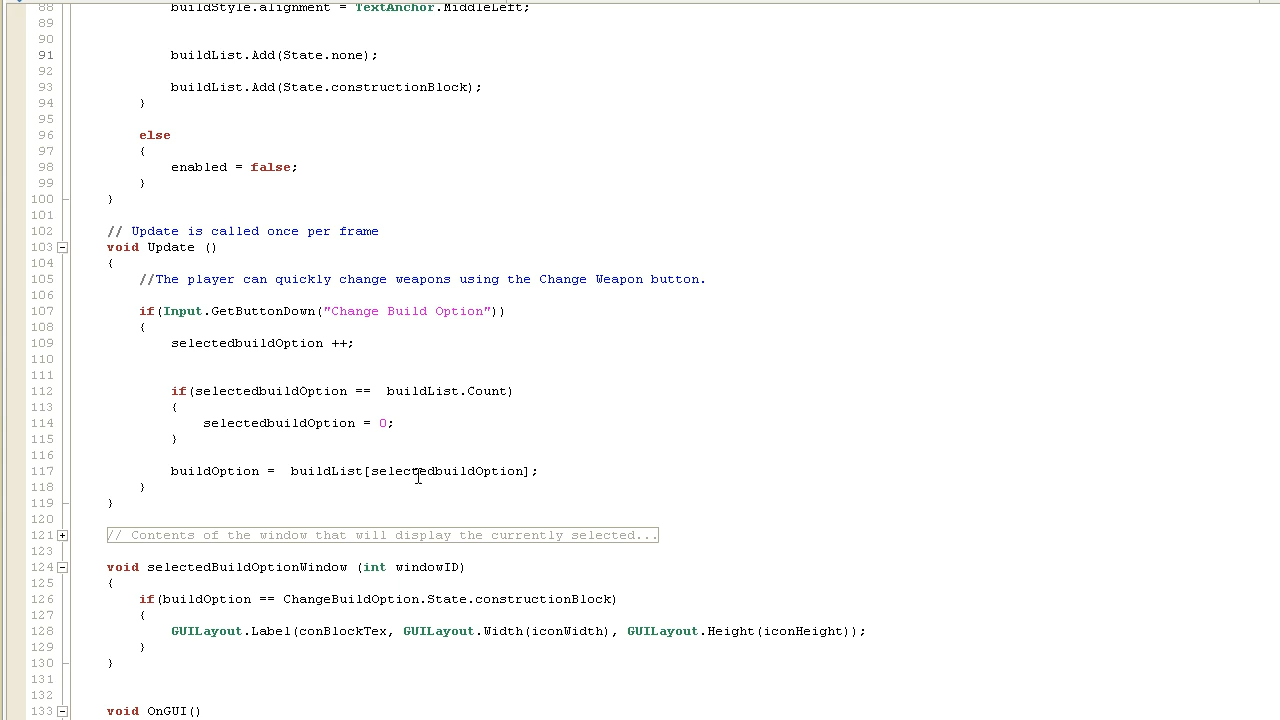 88 buildStyle.alignment = TextAnchor.MiddleLeft;
89
90
91 buildList.Add(State.none);
92
93 buildList.Add(State.constructionBlock);
94 }
95
96 else
97 {
98 enabled = false;
99 }
100 }
101
102 // Update is called once per frame
103 void Update ()
104 {
105 //The player can quickly change weapons using the Change Weapon button.
106
107 if(Input.GetButtonDown("Change Build Option"))
108 {
109 selectedbuildOption ++;
110
111
112 if(selectedbuildOption ==  buildList.Count)
113 {
114 selectedbuildOption = 0;
115 }
116
117 buildOption =  buildList[selectedbuildOption];
118 }
119 }
120
121 // Contents of the window that will display the currently selected...
123
124 void selectedBuildOptionWindow (int windowID)
125 {
126 if(buildOption == ChangeBuildOption.State.constructionBlock)
127 {
128 GUILayout.Label(conBlockTex, GUILayout.Width(iconWidth), GUILayout.Height(iconHeight));
129 }
130 }
131
132
133 void OnGUI()